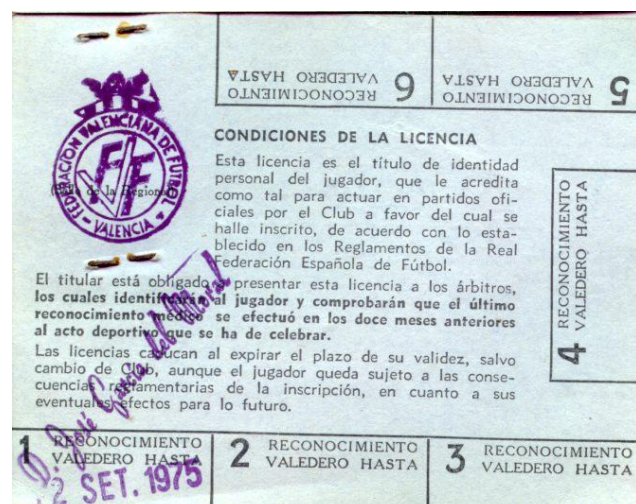 6 RECONOCIMIENTO
VALEDERO HASTA
5 RECONOCIMIENTO
VALEDERO HASTA
FEDERACION VALENCIANA DE FUTBOL
FVF
- VALENCIA -
de la Regional)
CONDICIONES DE LA LICENCIA
Esta licencia es el título de identidad
personal del jugador, que le acredita
como tal para actuar en partidos ofi-
ciales por el Club a favor del cual se
halle inscrito, de acuerdo con lo esta-
blecido en los Reglamentos de la Real
Federación Española de Fútbol.
El titular está obligado a presentar esta licencia a los árbitros,
los cuales identificarán al jugador y comprobarán que el último
reconocimiento médico se efectuó en los doce meses anteriores
al acto deportivo que se ha de celebrar.
Las licencias caducan al expirar el plazo de su validez, salvo
cambio de Club, aunque el jugador queda sujeto a las conse-
cuencias reglamentarias de la inscripción, en cuanto a sus
eventuales efectos para lo futuro.
4 RECONOCIMIENTO
VALEDERO HASTA
D. José García del
1 RECONOCIMIENTO
VALEDERO HASTA
2 SET. 1975
2 RECONOCIMIENTO
VALEDERO HASTA
3 RECONOCIMIENTO
VALEDERO HASTA